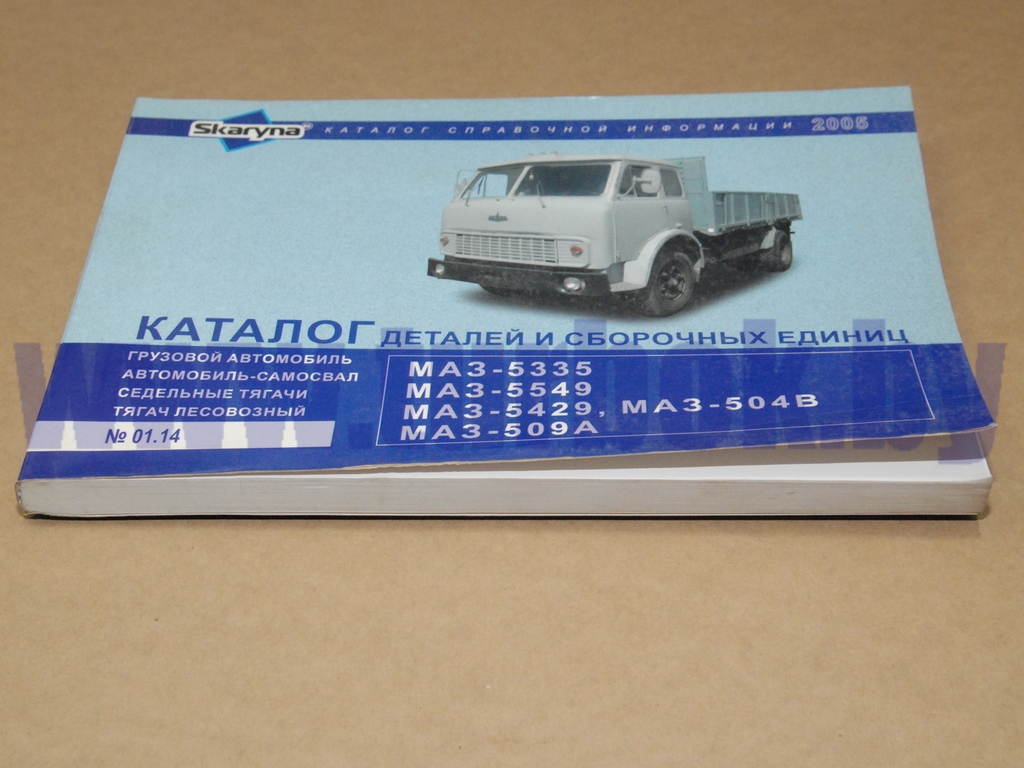 Skaryna® КАТАЛОГ СПРАВОЧНОЙ ИНФОРМАЦИИ 2005
КАТАЛОГ ДЕТАЛЕЙ И СБОРОЧНЫХ ЕДИНИЦ
ГРУЗОВОЙ АВТОМОБИЛЬ
АВТОМОБИЛЬ-САМОСВАЛ
СЕДЕЛЬНЫЕ ТЯГАЧИ
ТЯГАЧ ЛЕСОВОЗНЫЙ
№ 01.14
МАЗ-5335
МАЗ-5549
МАЗ-5429, МАЗ-504В
МАЗ-509А